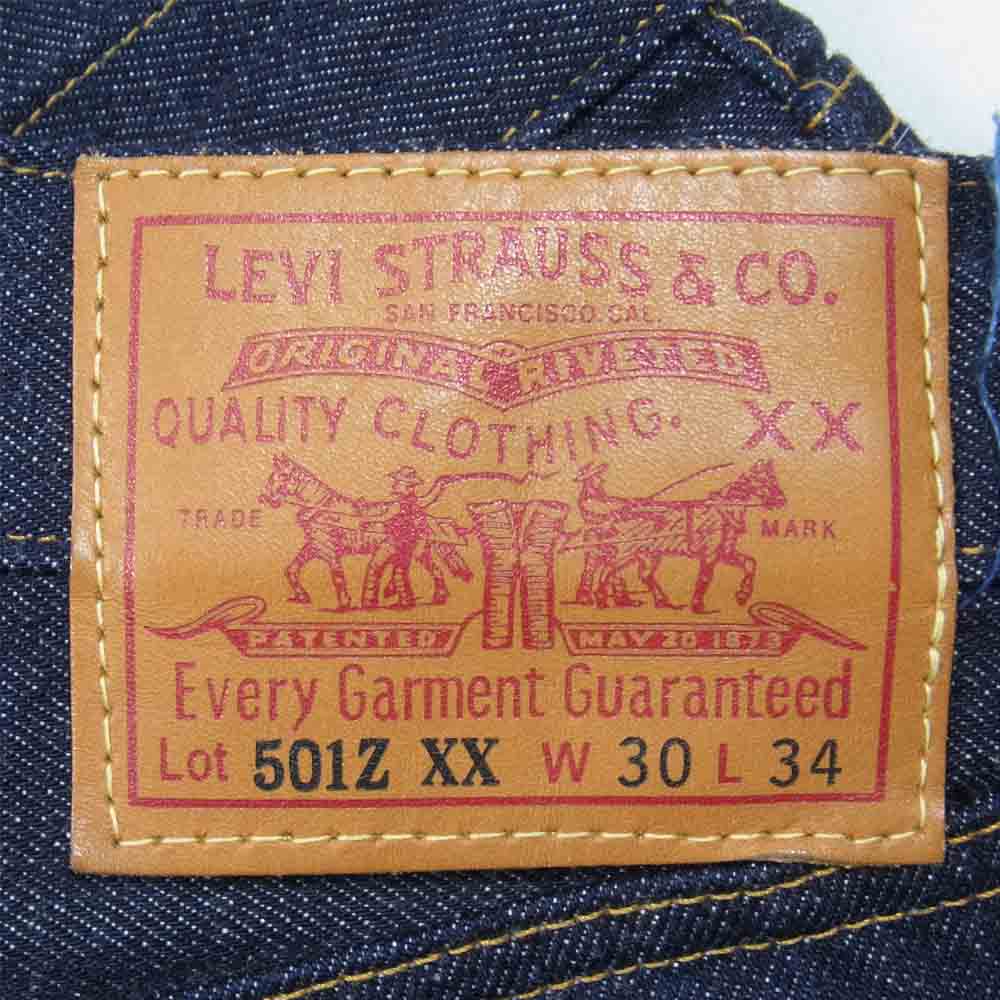 LEVI STRAUSS & CO.
SAN FRANCISCO CAL.
ORIGINAL RIVETED
QUALITY CLOTHING. XX
TRADE MARK
PATENTED MAY 20 1873
Every Garment Guaranteed
Lot 501Z XX W 30 L 34